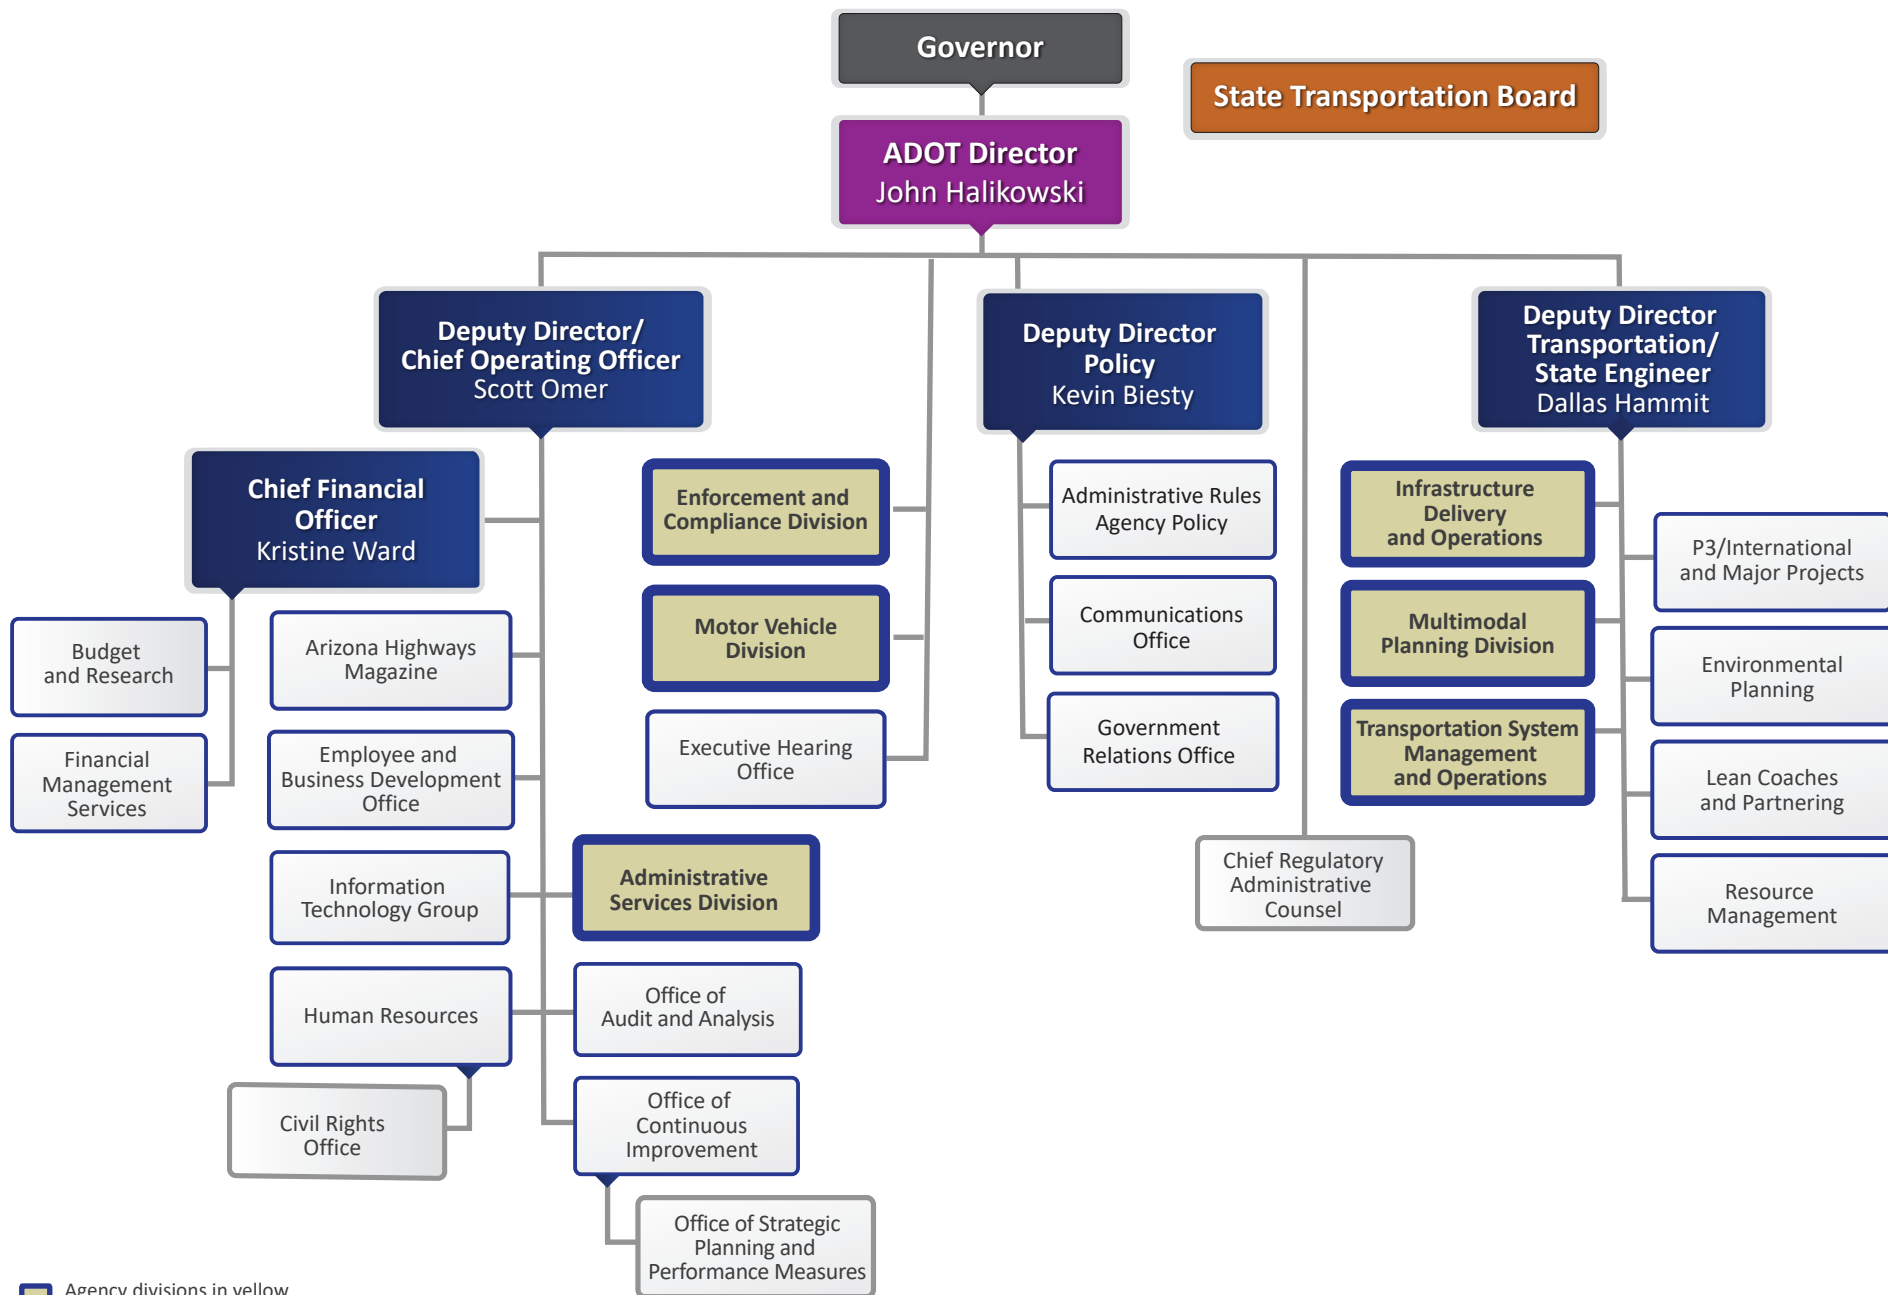 Governor
State Transportation Board
ADOT Director
John Halikowski
Deputy Director/
Chief Operating Officer
Scott Omer
Deputy Director
Policy
Kevin Biesty
Deputy Director
Transportation/
State Engineer
Dallas Hammit
Chief Financial
Officer
Kristine Ward
Budget
and Research
Financial
Management
Services
Arizona Highways
Magazine
Employee and
Business Development
Office
Information
Technology Group
Human Resources
Civil Rights
Office
Administrative
Services Division
Office of
Audit and Analysis
Office of
Continuous
Improvement
Office of Strategic
Planning and
Performance Measures
Enforcement and
Compliance Division
Motor Vehicle
Division
Executive Hearing
Office
Administrative Rules
Agency Policy
Communications
Office
Government
Relations Office
Chief Regulatory
Administrative
Counsel
Infrastructure
Delivery
and Operations
Multimodal
Planning Division
Transportation System
Management
and Operations
P3/International
and Major Projects
Environmental
Planning
Lean Coaches
and Partnering
Resource
Management
Agency divisions in yellow